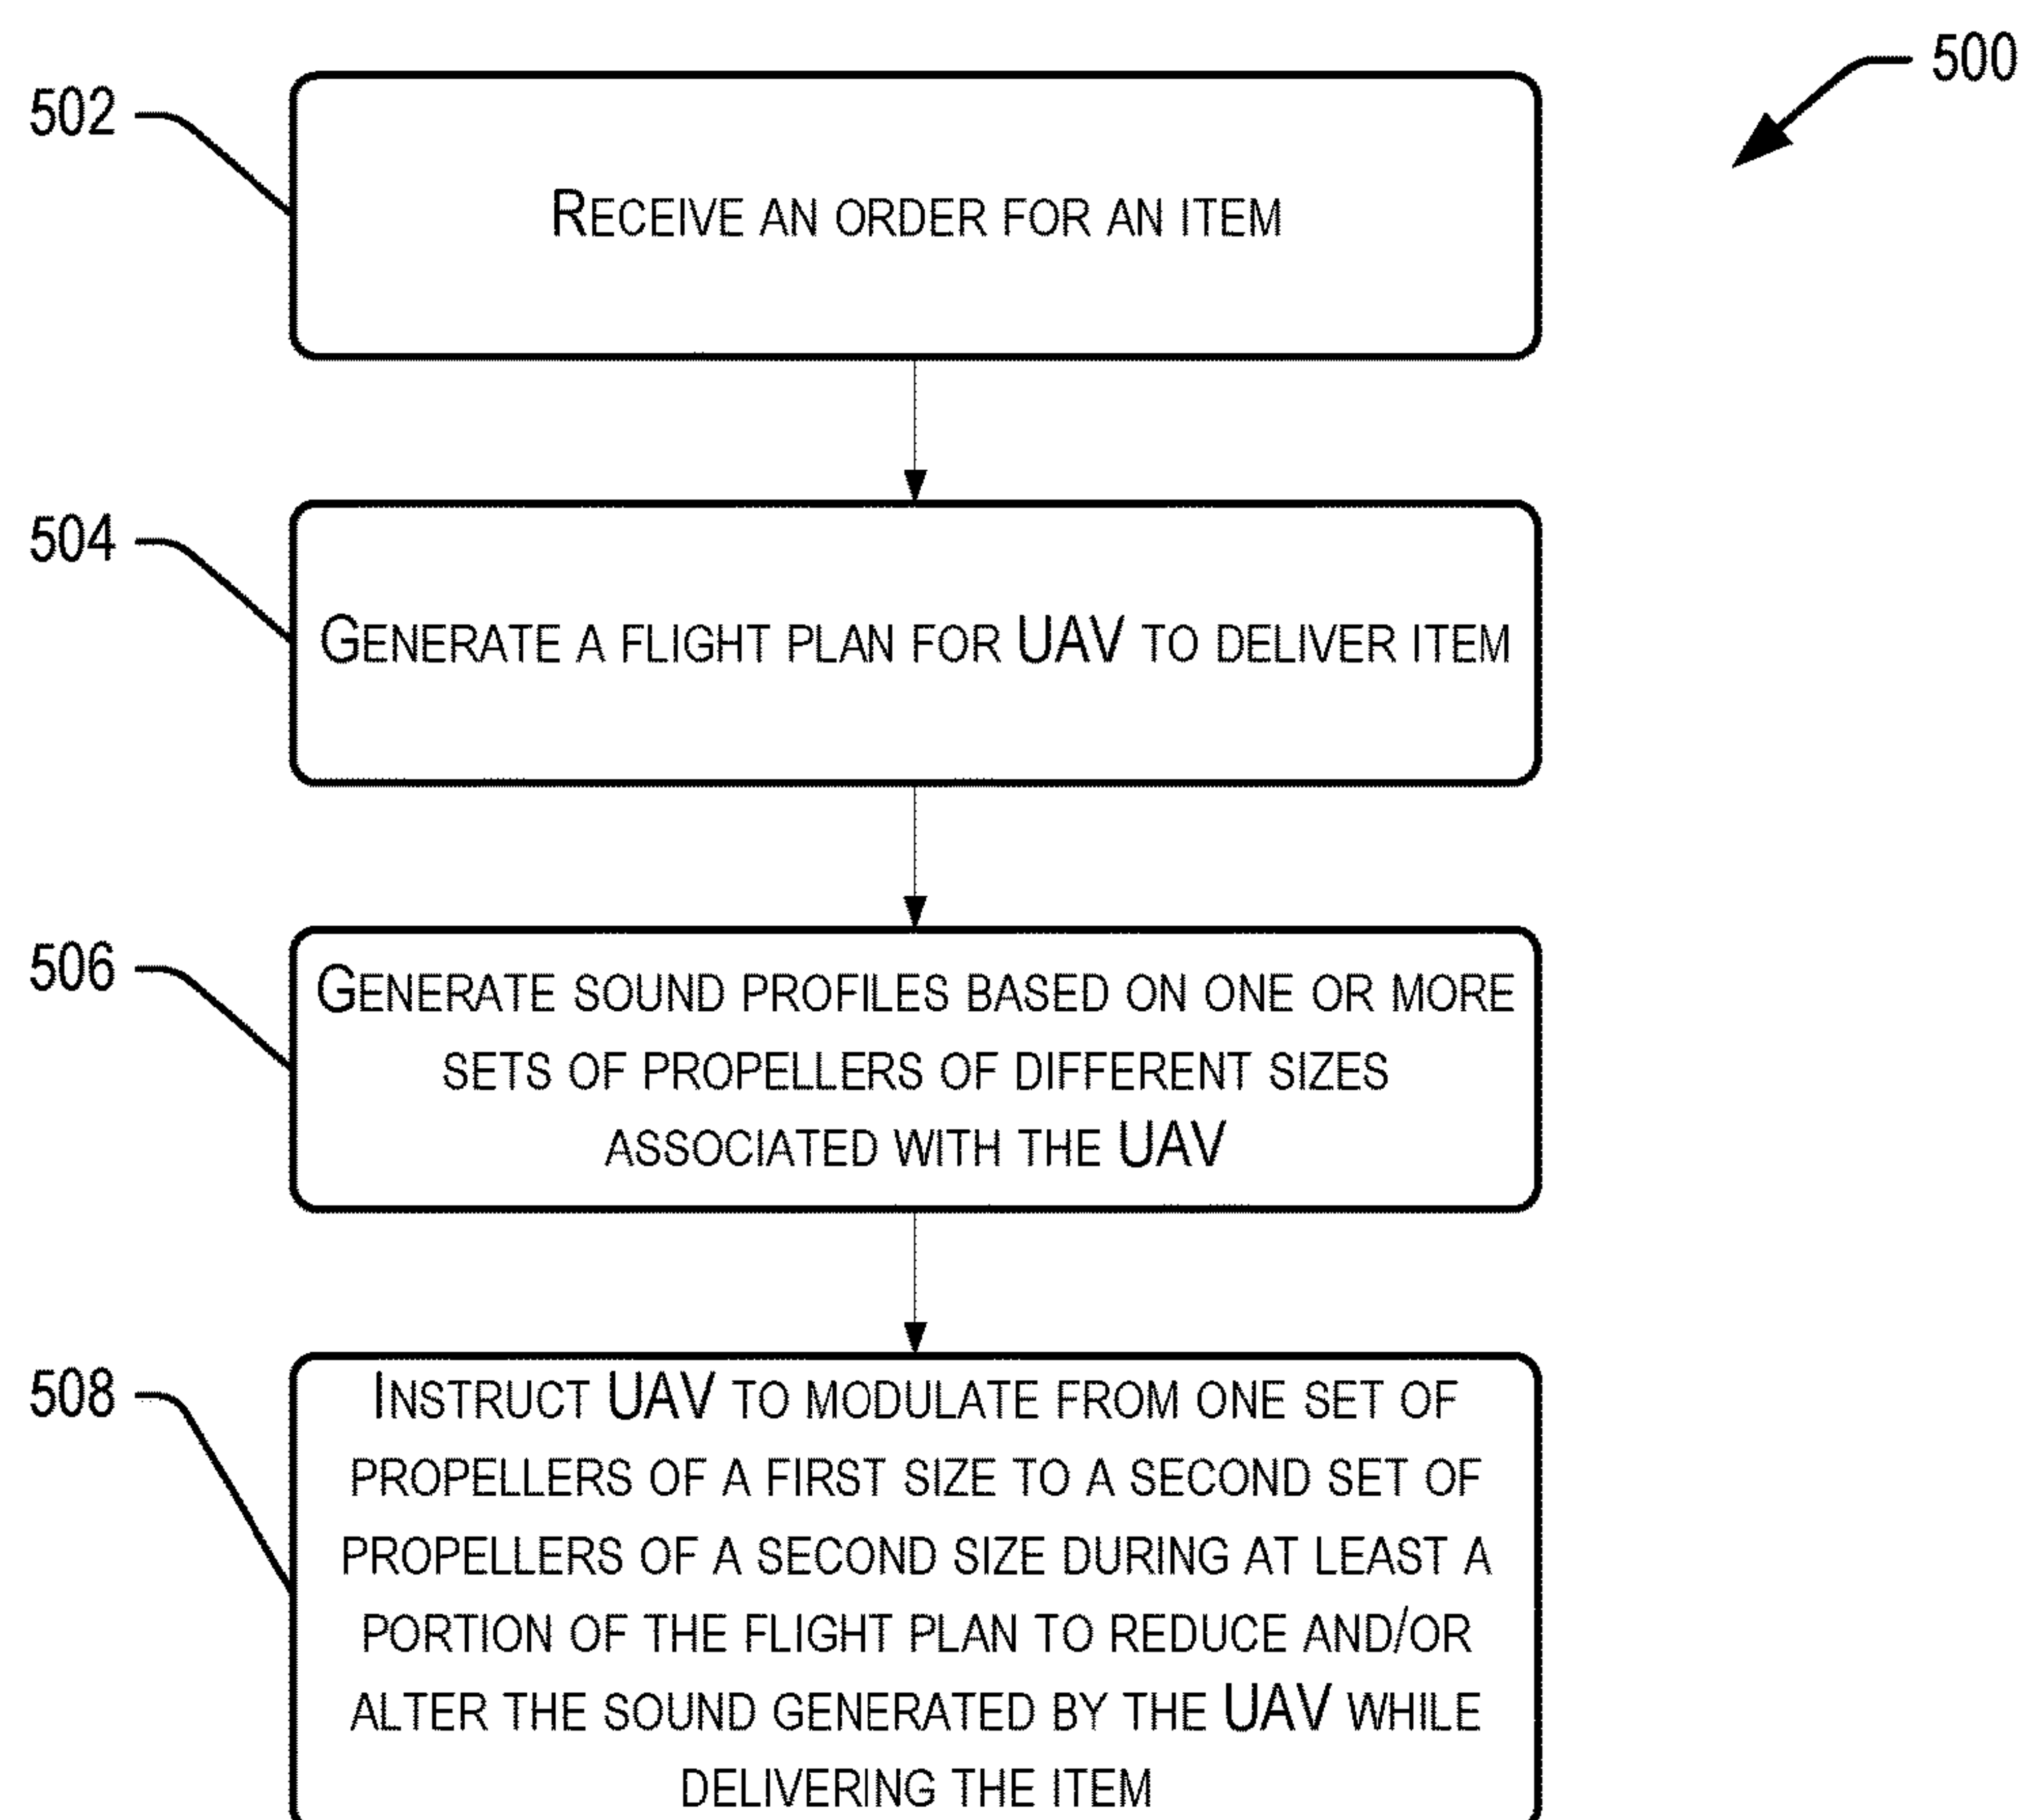 500
502
RECEIVE AN ORDER FOR AN ITEM
504
GENERATE A FLIGHT PLAN FOR UAV TO DELIVER ITEM
506
GENERATE SOUND PROFILES BASED ON ONE OR MORE
SETS OF PROPELLERS OF DIFFERENT SIZES
ASSOCIATED WITH THE UAV
508
INSTRUCT UAV TO MODULATE FROM ONE SET OF
PROPELLERS OF A FIRST SIZE TO A SECOND SET OF
PROPELLERS OF A SECOND SIZE DURING AT LEAST A
PORTION OF THE FLIGHT PLAN TO REDUCE AND/OR
ALTER THE SOUND GENERATED BY THE UAV WHILE
DELIVERING THE ITEM